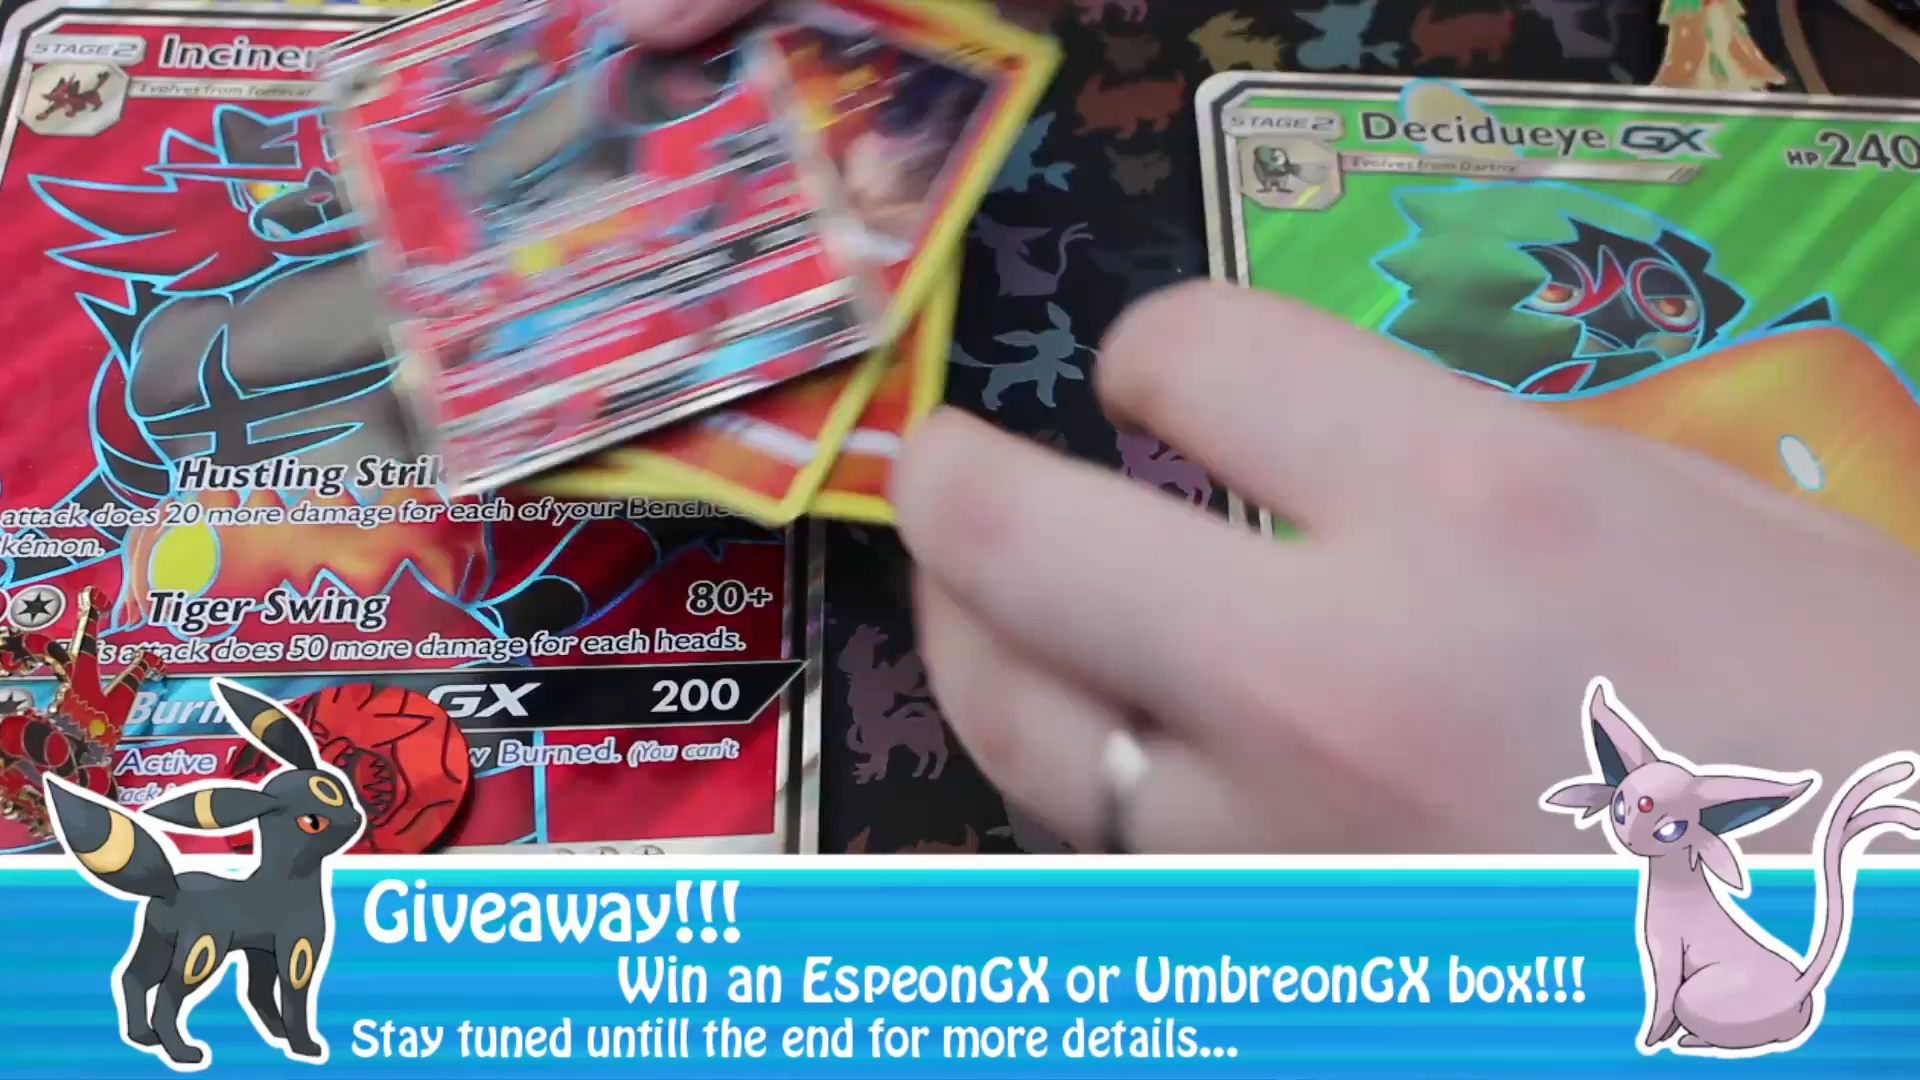 STAGE 2
Inciner
Evolves from Torracat
STAGE 2
Decidueye GX
HP 240
Evolves from Dartrix
Hustling Strik
attack does 20 more damage for each of your Benche
kémon.
Tiger Swing
80+
is attack does 50 more damage for each heads.
Burn
GX
200
Active
w Burned. (You can't
Giveaway!!!
Win an EspeonGX or UmbreonGX box!!!
Stay tuned untill the end for more details...